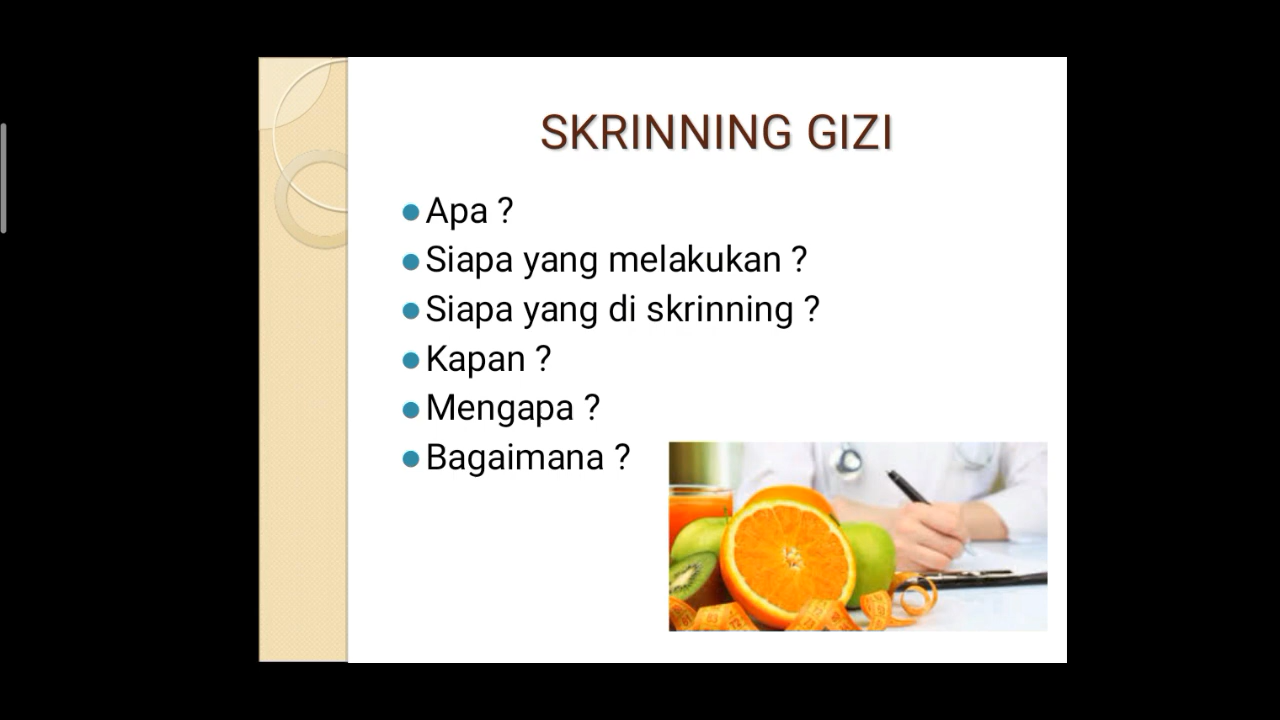 SKRINNING GIZI
Apa ?
Siapa yang melakukan ?
Siapa yang di skrinning ?
Kapan ?
Mengapa ?
Bagaimana ?